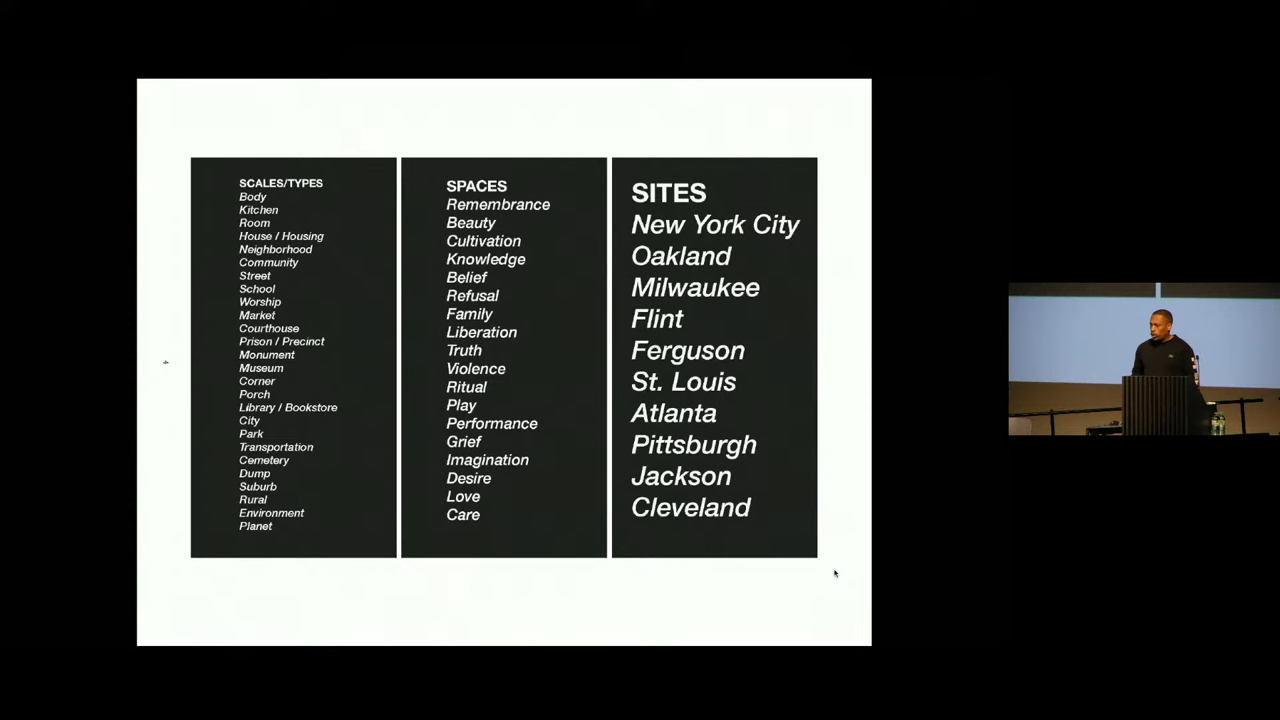 SCALES/TYPES
Body
Kitchen
Room
House / Housing
Neighborhood
Community
Street
School
Worship
Market
Courthouse
Prison / Precinct
Monument
Museum
Corner
Porch
Library / Bookstore
City
Park
Transportation
Cemetery
Dump
Suburb
Rural
Environment
Planet
SPACES
Remembrance
Beauty
Cultivation
Knowledge
Belief
Refusal
Family
Liberation
Truth
Violence
Ritual
Play
Performance
Grief
Imagination
Desire
Love
Care
SITES
New York City
Oakland
Milwaukee
Flint
Ferguson
St. Louis
Atlanta
Pittsburgh
Jackson
Cleveland